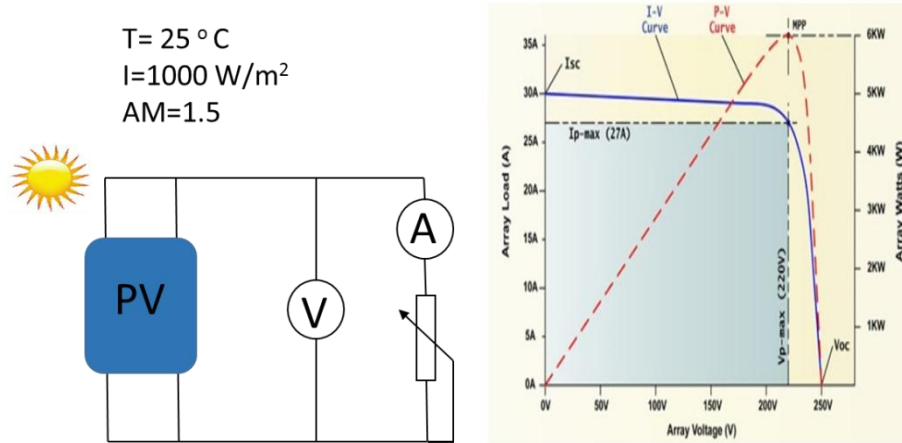 T= 25 ° C
I=1000 W/m²
AM=1.5
PV
V
A
I-V
Curve
P-V
Curve
MPP
Isc
Ip-max (27A)
Vp-max (220V)
Voc
35A
30A
25A
20A
15A
10A
5A
0A
Array Load (A)
6KW
5KW
4KW
3KW
2KW
1KW
Array Watts(W)
0V
50V
100V
150V
200V
250V
Array Voltage (V)